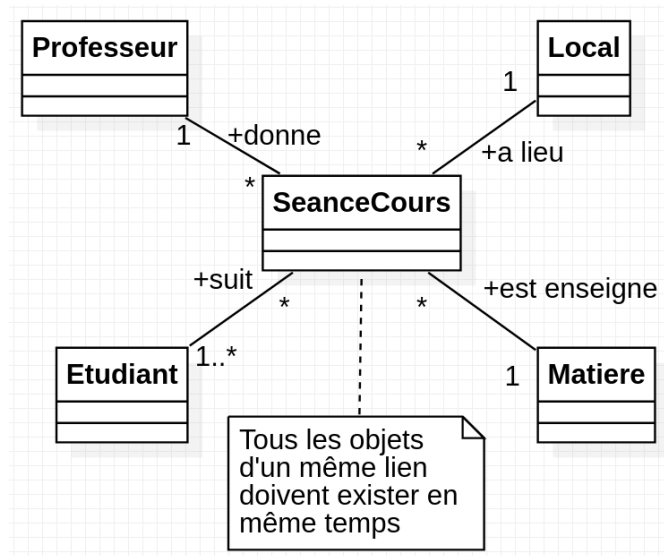 Professeur
Local
1
1
+donne
*
+a lieu
*
SeanceCours
+suit
*
*
+est enseigne
1..*
Etudiant
1
Matiere
Tous les objets
d'un même lien
doivent exister en
même temps